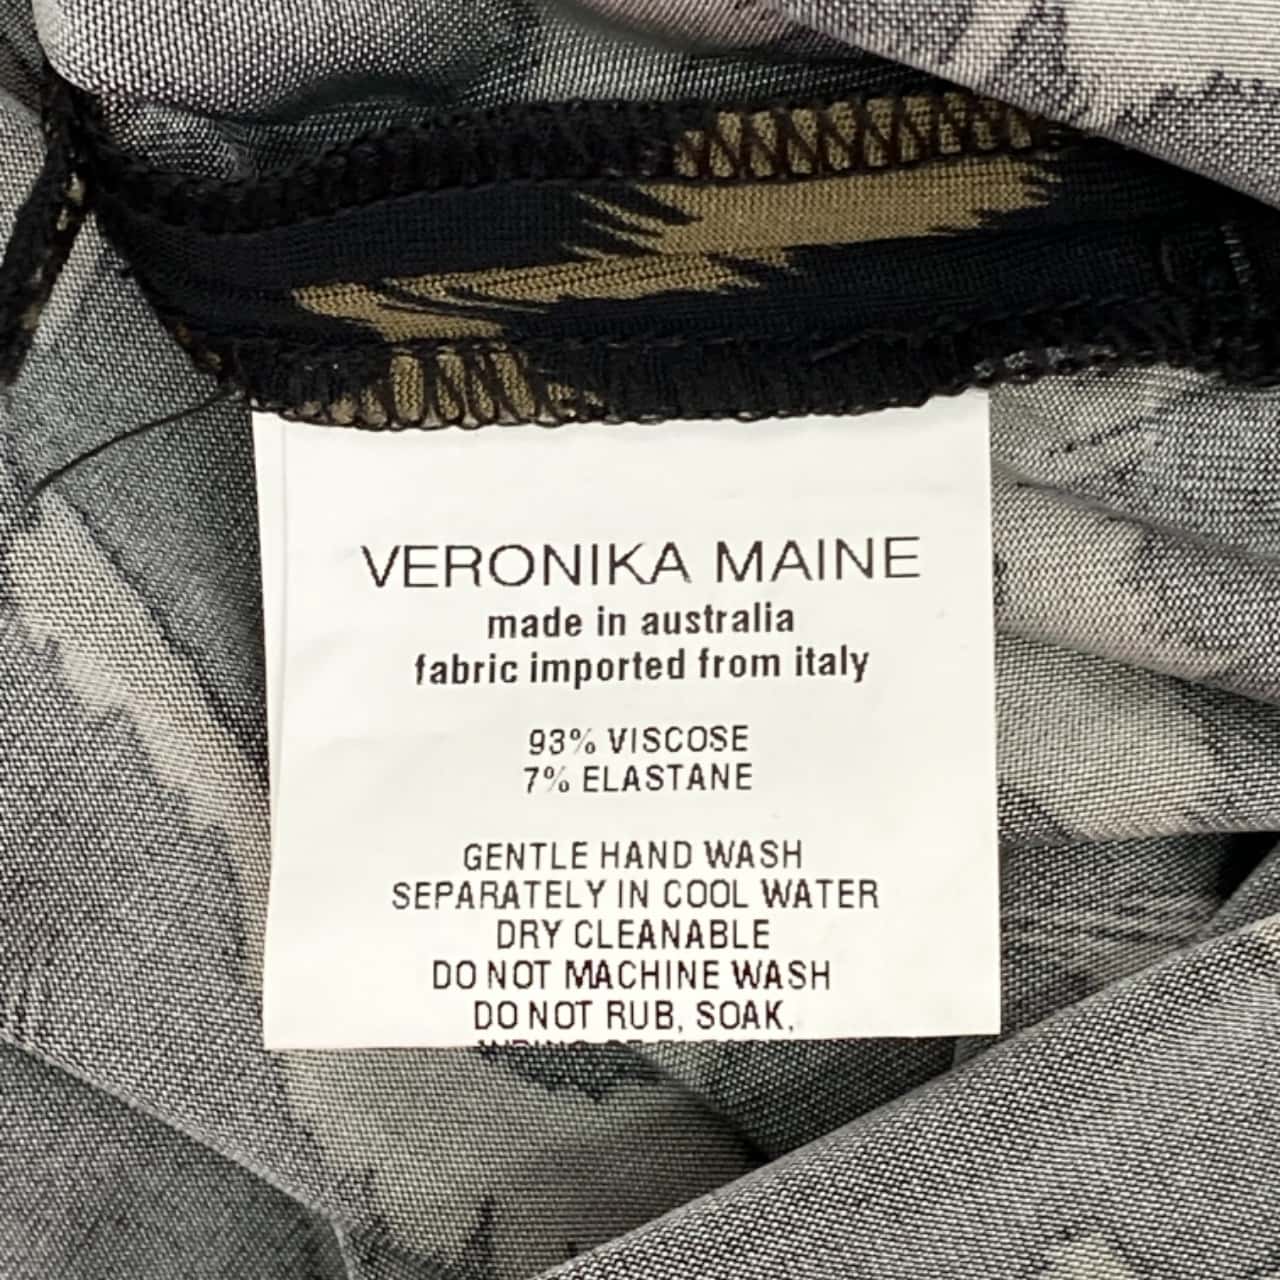 VERONIKA MAINE
made in australia
fabric imported from italy
93% VISCOSE
7% ELASTANE
GENTLE HAND WASH
SEPARATELY IN COOL WATER
DRY CLEANABLE
DO NOT MACHINE WASH
DO NOT RUB, SOAK,